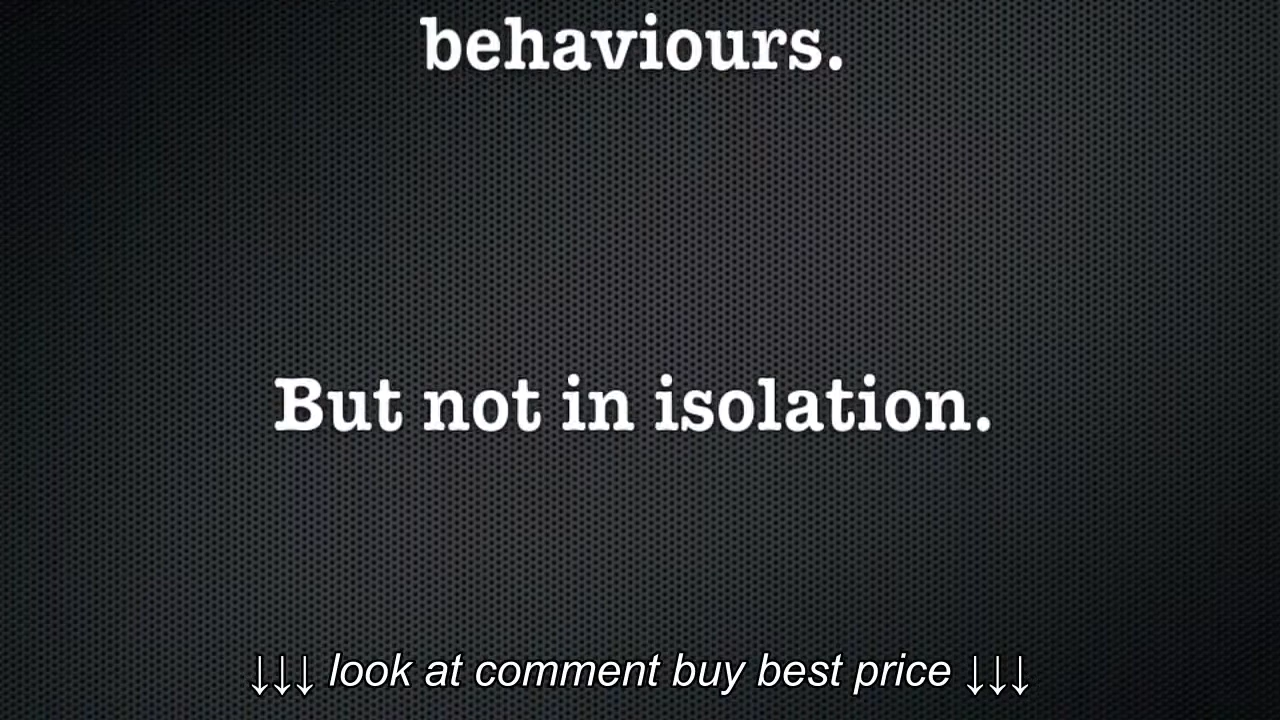 behaviours.
But not in isolation.
↓↓↓ look at comment buy best price ↓↓↓